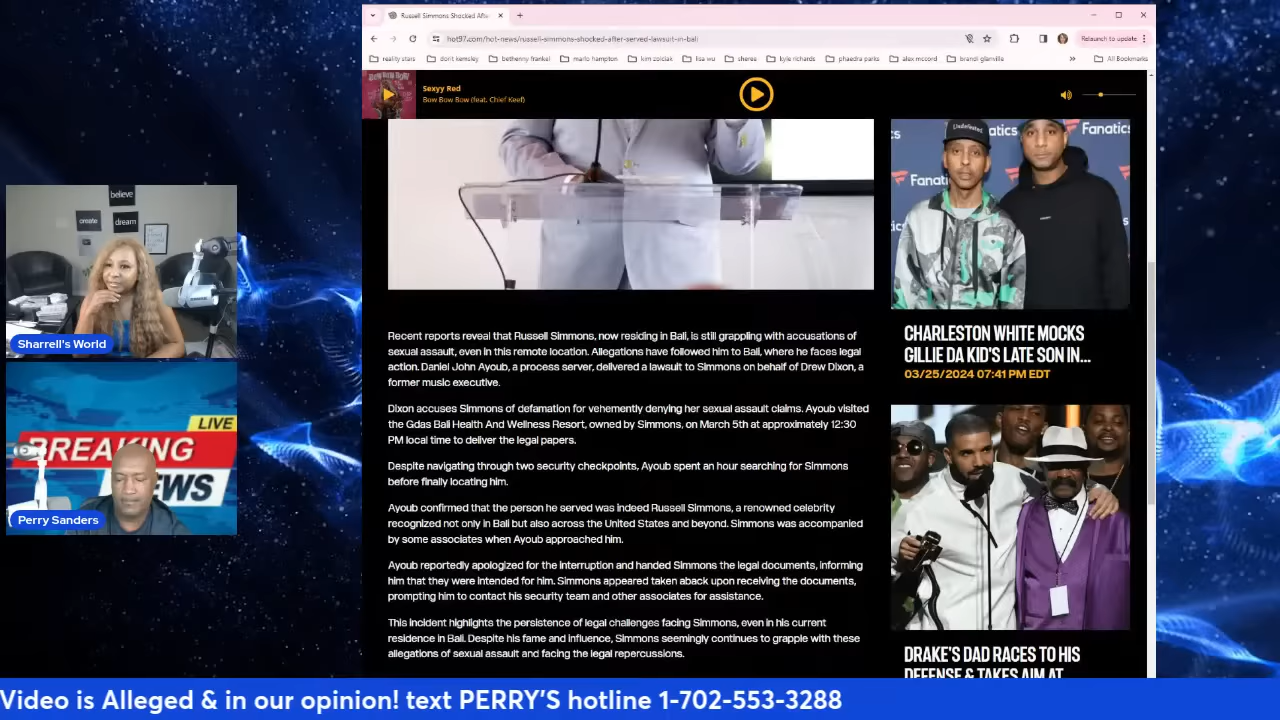 Russell Simmons Shocked Afte
hot97.com/hot-news/russell-simmons-shocked-after-served-lawsuit-in-bali
Relaunch to update
reality stars
dorit kemsley
bethenny frankel
marlo hampton
kim zolciak
lisa wu
sheree
kyle richards
phaedra parks
alex mccord
brandi glanville
»
All Bookmarks
Sexyy Red
Bow Bow Bow (feat. Chief Keef)
believe
create
dream
Sharrell's World
LIVE
BREAKING
NEWS
Perry Sanders
Recent reports reveal that Russell Simmons, now residing in Bali, is still grappling with accusations of
sexual assault, even in this remote location. Allegations have followed him to Bali, where he faces legal
action. Daniel John Ayoub, a process server, delivered a lawsuit to Simmons on behalf of Drew Dixon, a
former music executive.
Dixon accuses Simmons of defamation for vehemently denying her sexual assault claims. Ayoub visited
the Gdas Bali Health And Wellness Resort, owned by Simmons, on March 5th at approximately 12:30
PM local time to deliver the legal papers.
Despite navigating through two security checkpoints, Ayoub spent an hour searching for Simmons
before finally locating him.
Ayoub confirmed that the person he served was indeed Russell Simmons, a renowned celebrity
recognized not only in Bali but also across the United States and beyond. Simmons was accompanied
by some associates when Ayoub approached him.
Ayoub reportedly apologized for the interruption and handed Simmons the legal documents, informing
him that they were intended for him. Simmons appeared taken aback upon receiving the documents,
prompting him to contact his security team and other associates for assistance.
This incident highlights the persistence of legal challenges facing Simmons, even in his current
residence in Bali. Despite his fame and influence, Simmons seemingly continues to grapple with these
allegations of sexual assault and facing the legal repercussions.
Undefeated
cs
atics
Fanatics
Fanati
CHARLESTON WHITE MOCKS
GILLIE DA KID'S LATE SON IN...
03/25/2024 07:41 PM EDT
DRAKE'S DAD RACES TO HIS
DEFENSE & TAKES AIM AT
Video is Alleged & in our opinion! text PERRY'S hotline 1-702-553-3288